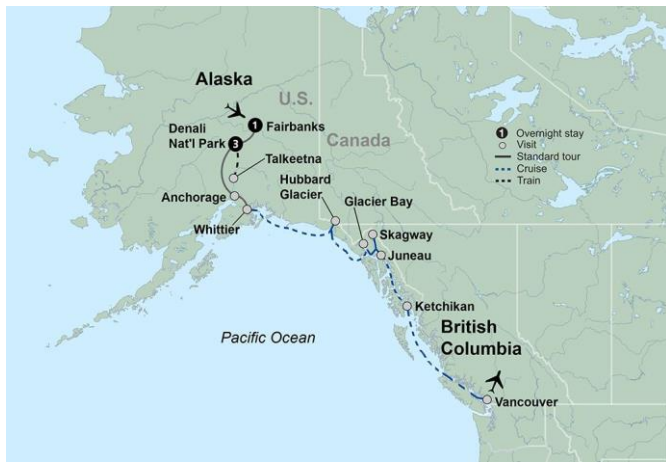 Alaska
U.S.
1
Fairbanks
Denali
Nat'l Park
3
Canada
Talkeetna
Hubbard
Glacier
Anchorage
Glacier Bay
Whittier
Skagway
Juneau
Ketchikan
Pacific Ocean
British
Columbia
Vancouver
1 Overnight stay
Visit
Standard tour
Cruise
Train